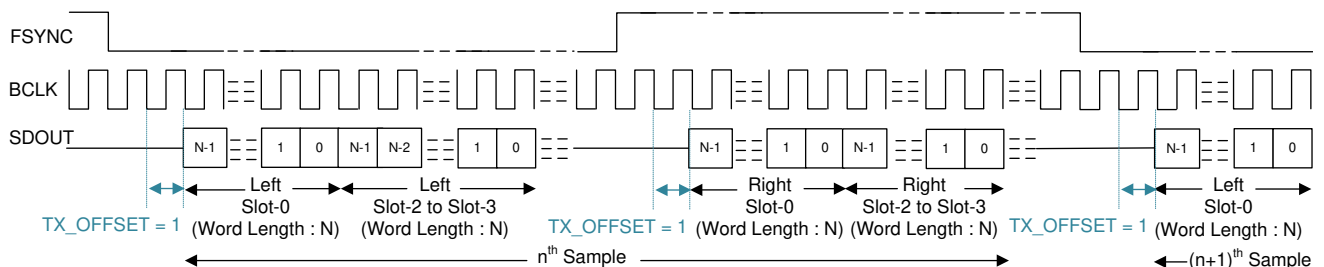 FSYNC
BCLK
SDOUT
N-1 1 0 N-1 N-2 1 0 N-1 1 0 N-1 1 0 N-1 1 0
Left Left Right Right Left
Slot-0 Slot-2 to Slot-3 Slot-0 Slot-2 to Slot-3 Slot-0
TX_OFFSET = 1 (Word Length : N) (Word Length : N) TX_OFFSET = 1 (Word Length : N) (Word Length : N) TX_OFFSET = 1 (Word Length : N)
nth Sample (n+1)th Sample